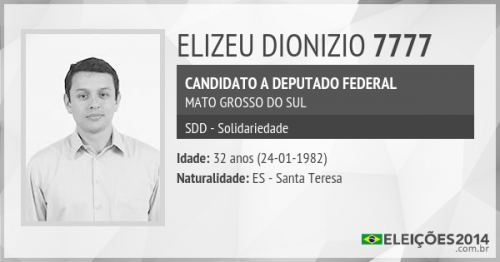 ELIZEU DIONIZIO 7777
CANDIDATO A DEPUTADO FEDERAL
MATO GROSSO DO SUL
SDD - Solidariedade
Idade: 32 anos (24-01-1982)
Naturalidade: ES - Santa Teresa
ELEIÇÕES2014
.com.br